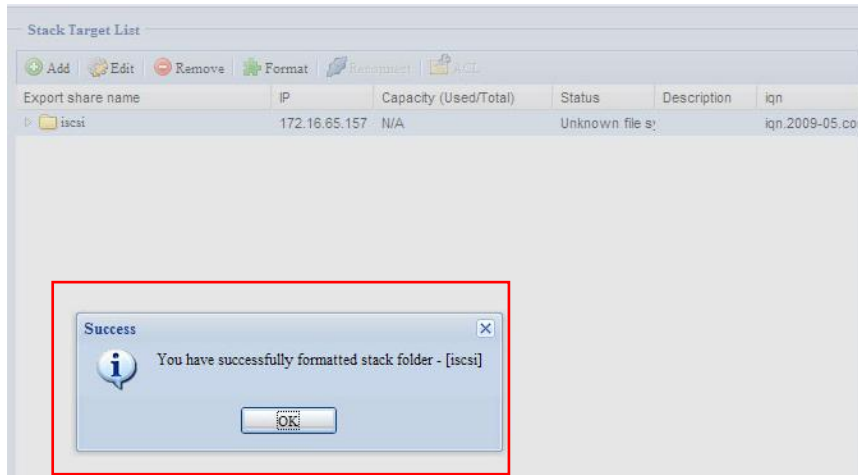 Stack Target List
Add Edit Remove Format Reconnect ACL
Export share name IP Capacity (Used/Total) Status Description iqn
iscsi 172.16.65.157 N/A Unknown file sy iqn.2009-05.co
Success
You have successfully formatted stack folder - [iscsi]
OK